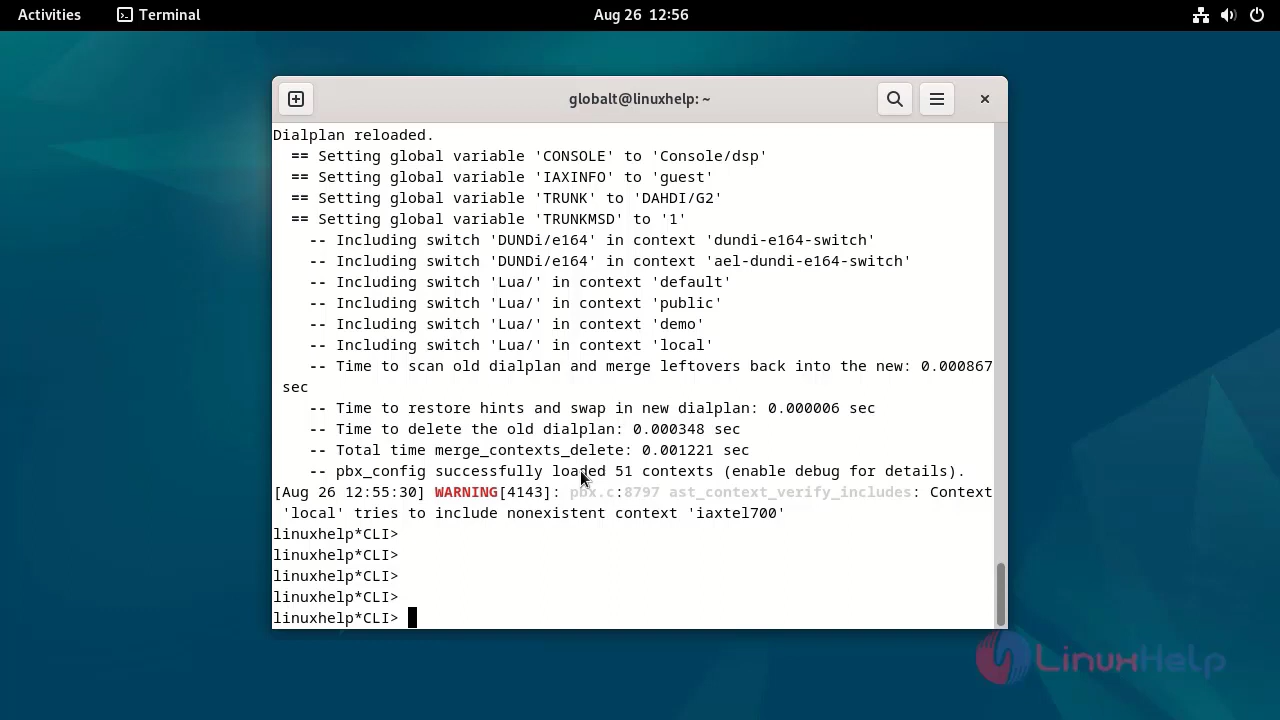 Activities Terminal Aug 26 12:56
globalt@linuxhelp: ~
Dialplan reloaded.
== Setting global variable 'CONSOLE' to 'Console/dsp'
== Setting global variable 'IAXINFO' to 'guest'
== Setting global variable 'TRUNK' to 'DAHDI/G2'
== Setting global variable 'TRUNKMSD' to '1'
-- Including switch 'DUNDi/e164' in context 'dundi-e164-switch'
-- Including switch 'DUNDi/e164' in context 'ael-dundi-e164-switch'
-- Including switch 'Lua/' in context 'default'
-- Including switch 'Lua/' in context 'public'
-- Including switch 'Lua/' in context 'demo'
-- Including switch 'Lua/' in context 'local'
-- Time to scan old dialplan and merge leftovers back into the new: 0.000867
sec
-- Time to restore hints and swap in new dialplan: 0.000006 sec
-- Time to delete the old dialplan: 0.000348 sec
-- Total time merge_contexts_delete: 0.001221 sec
-- pbx_config successfully loaded 51 contexts (enable debug for details).
[Aug 26 12:55:30] WARNING[4143]: pbx.c:8797 ast_context_verify_includes: Context
'local' tries to include nonexistent context 'iaxtel700'
linuxhelp*CLI>
linuxhelp*CLI>
linuxhelp*CLI>
linuxhelp*CLI>
linuxhelp*CLI>
LinuxHelp